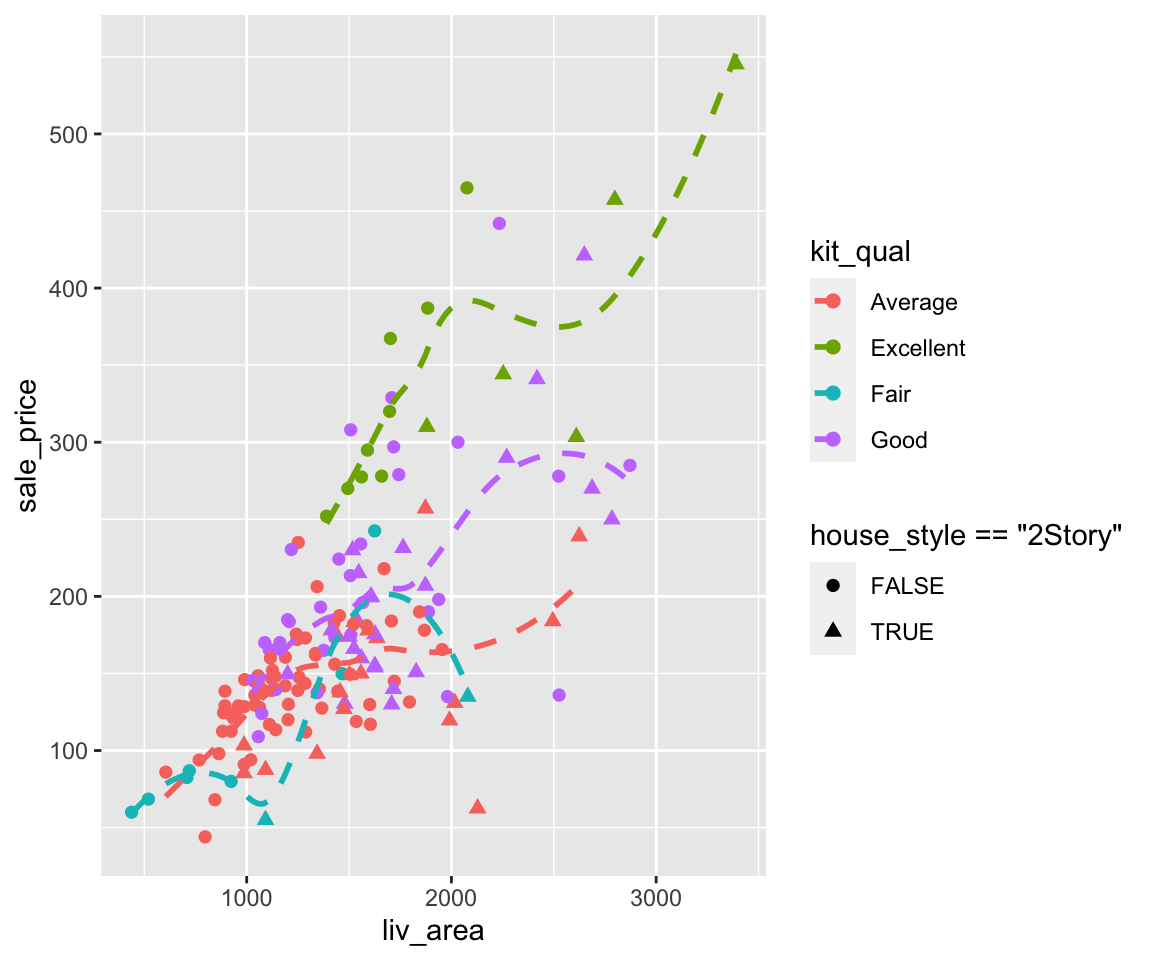 500
400
300
200
100
sale_price
1000 2000 3000
liv_area
kit_qual
Average
Excellent
Fair
Good
house_style == "2Story"
FALSE
TRUE